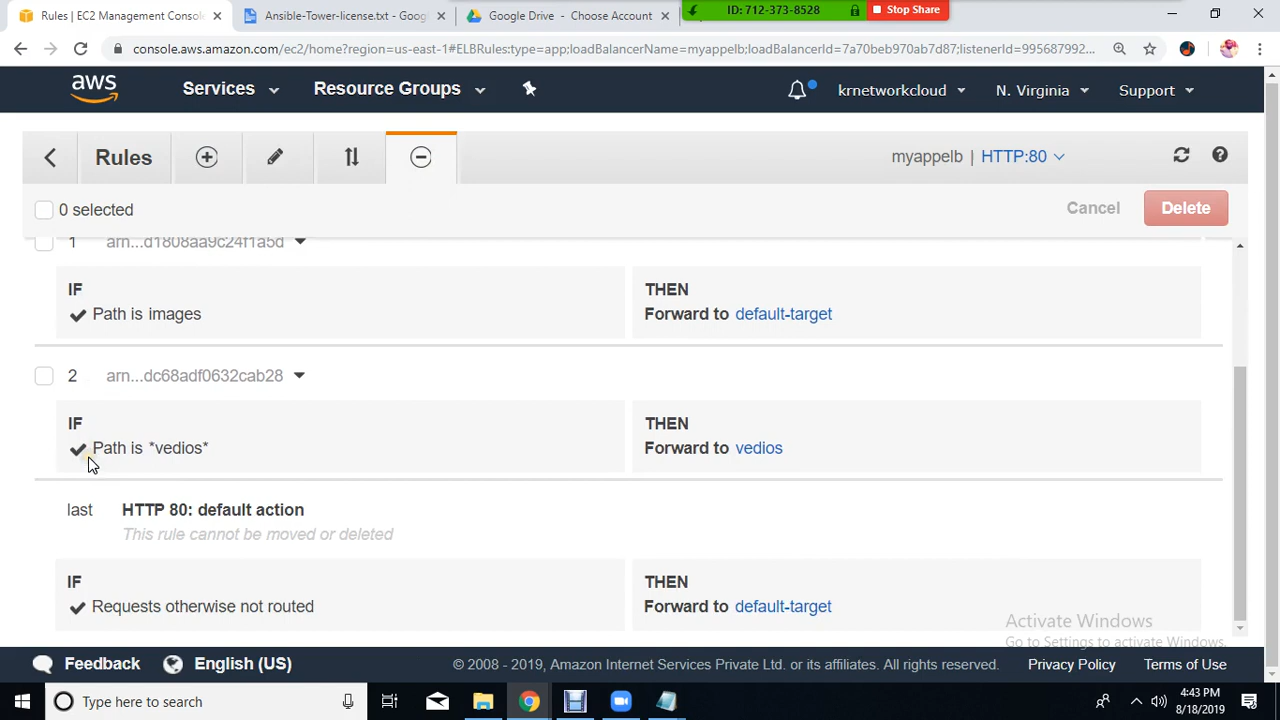 Rules | EC2 Management Conso
Ansible-Tower-license.txt - Goog
Google Drive - Choose Account
ID: 712-373-8528
Stop Share
console.aws.amazon.com/ec2/home?region=us-east-1#ELBRules:type=app;loadBalancerName=myappelb;loadBalancerId=7a70beb970ab7d87;listenerId=995687992...
aws
Services
Resource Groups
krnetworkcloud
N. Virginia
Support
Rules
myappelb | HTTP:80
0 selected
Cancel
Delete
1 arn...d1808aa9c24f1a5d
IF
Path is images
THEN
Forward to default-target
2 arn...dc68adf0632cab28
IF
Path is *vedios*
THEN
Forward to vedios
last HTTP 80: default action
This rule cannot be moved or deleted
IF
Requests otherwise not routed
THEN
Forward to default-target
Activate Windows
Go to Settings to activate Windows.
Feedback
English (US)
© 2008 - 2019, Amazon Internet Services Private Ltd. or its affiliates. All rights reserved.
Privacy Policy
Terms of Use
Type here to search
4:43 PM
8/18/2019